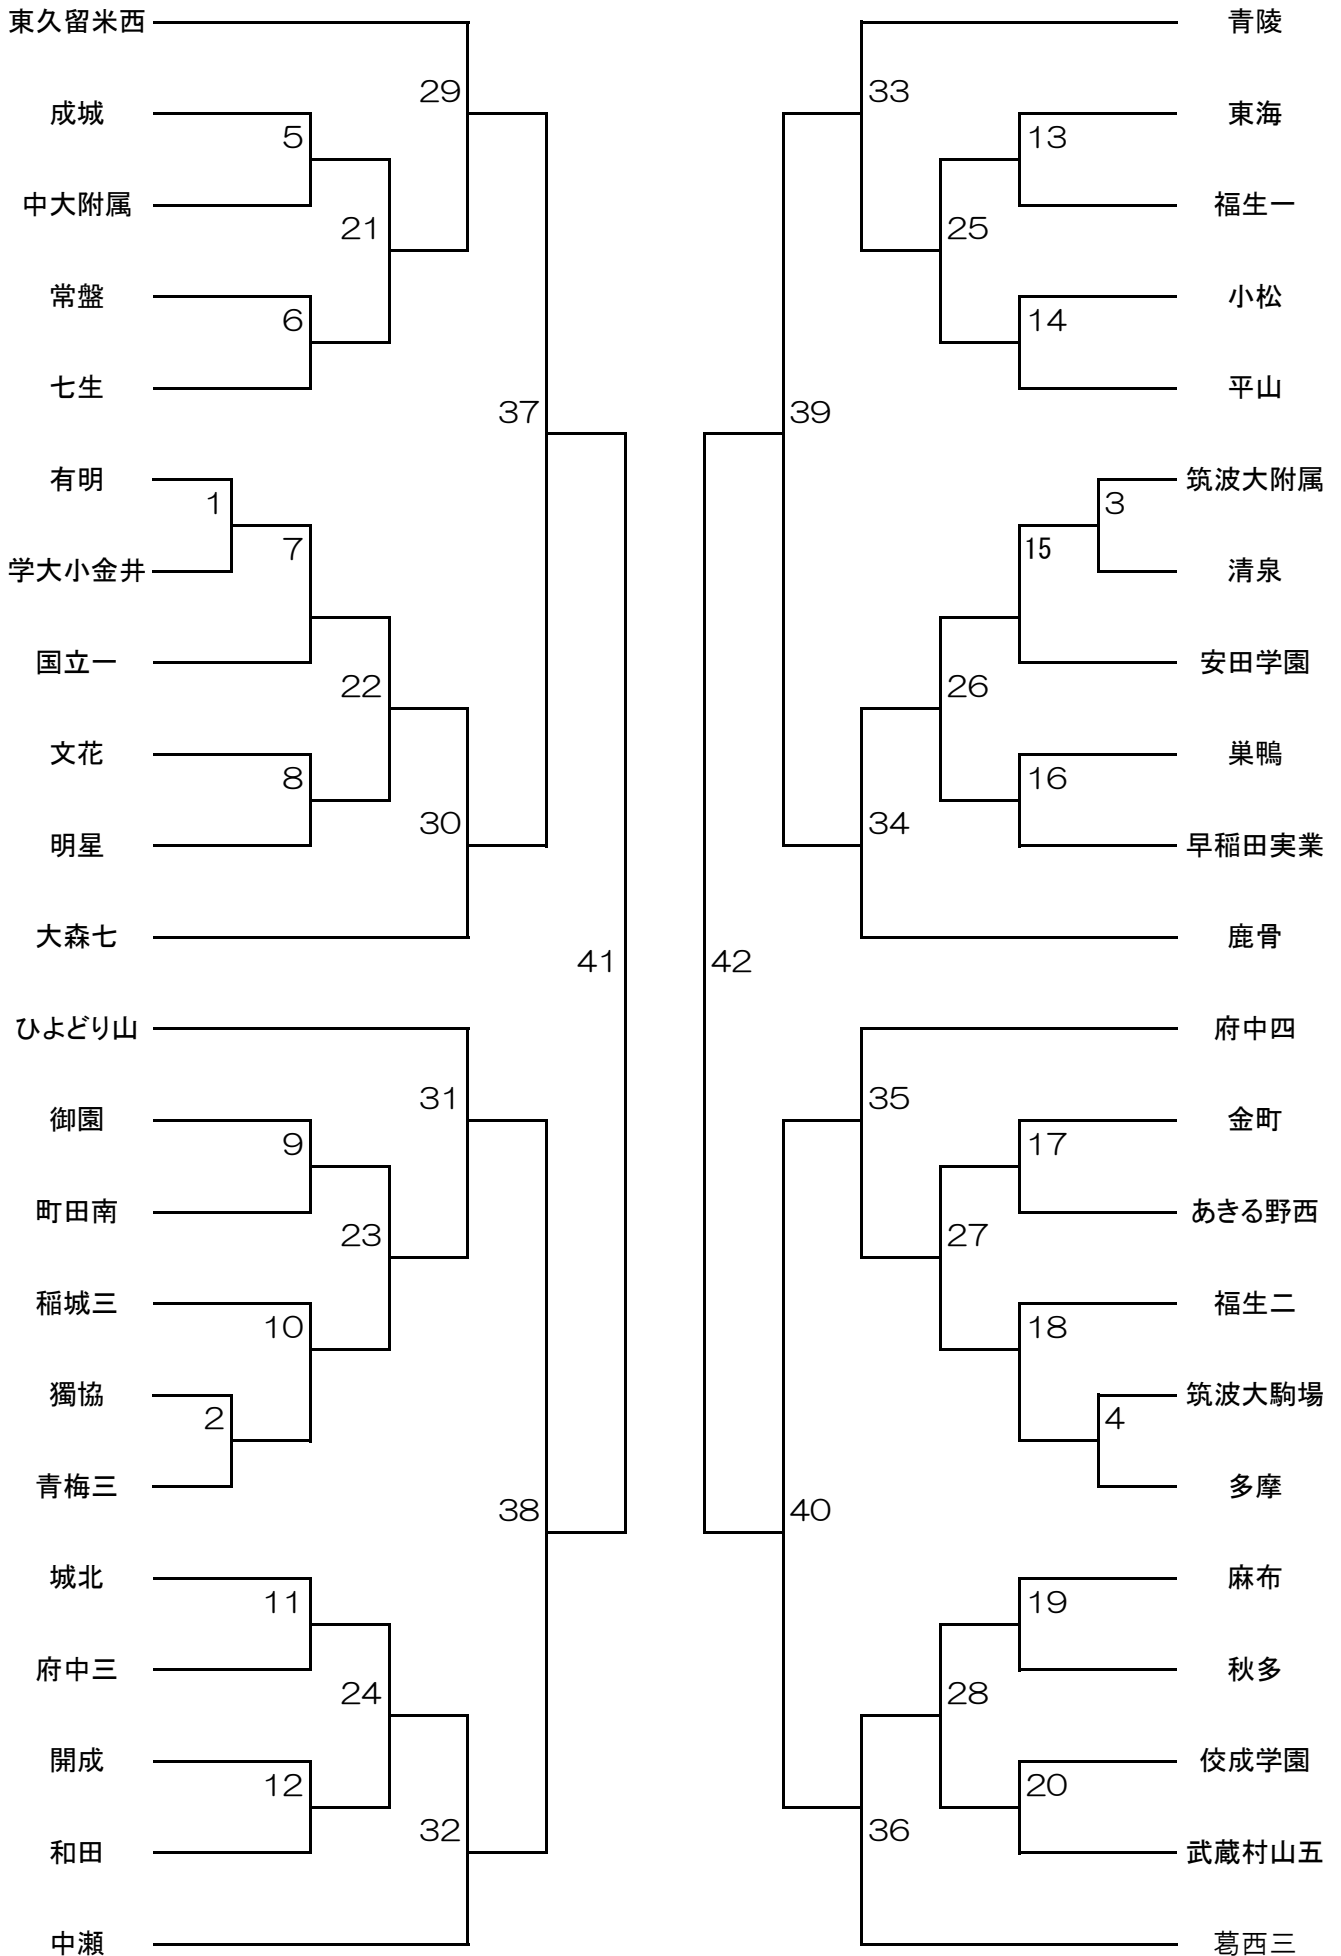 東久留米西
成城
中大附属
常盤
七生
有明
学大小金井
国立一
文花
明星
大森七
ひよどり山
御園
町田南
稲城三
獨協
青梅三
城北
府中三
開成
和田
中瀬
1
2
5
6
7
8
9
10
11
12
21
22
23
24
29
30
31
32
37
38
41
42
39
40
33
34
35
36
25
26
27
28
13
14
15
16
17
18
19
20
3
4
青陵
東海
福生一
小松
平山
筑波大附属
清泉
安田学園
巣鴨
早稲田実業
鹿骨
府中四
金町
あきる野西
福生二
筑波大駒場
多摩
麻布
秋多
佼成学園
武蔵村山五
葛西三